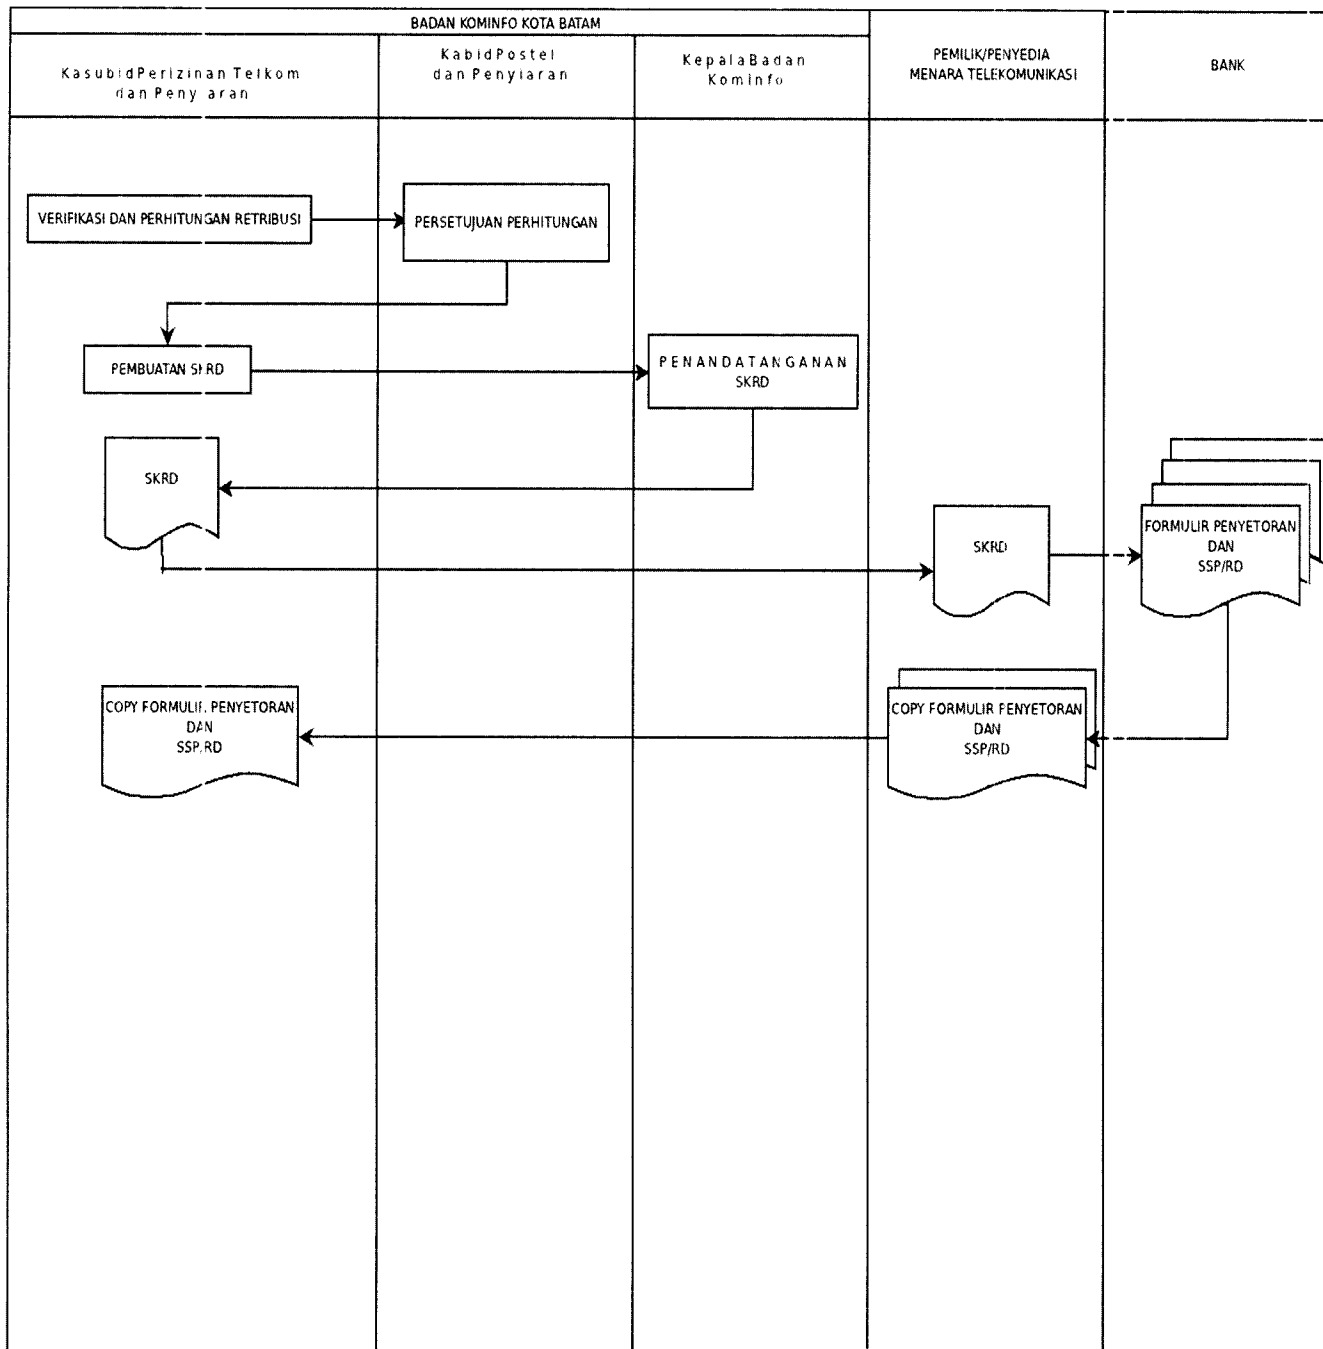 BADAN KOMINFO KOTA BATAM
Kasubid Perizinan Telkom
dan Peny aran
Kabid Postel
dan Penyiaran
Kepala Badan
Kominfo
PEMILIK/PENYEDIA
MENARA TELEKOMUNIKASI
BANK
VERIFIKASI DAN PERHITUNGAN RETRIBUSI
PERSETUJUAN PERHITUNGAN
PEMBUATAN SKRD
PENANDATANGANAN
SKRD
SKRD
SKRD
FORMULIR PENYETORAN
DAN
SSP/RD
COPY FORMULIR PENYETORAN
DAN
SSP/RD
COPY FORMULIR PENYETORAN
DAN
SSP/RD